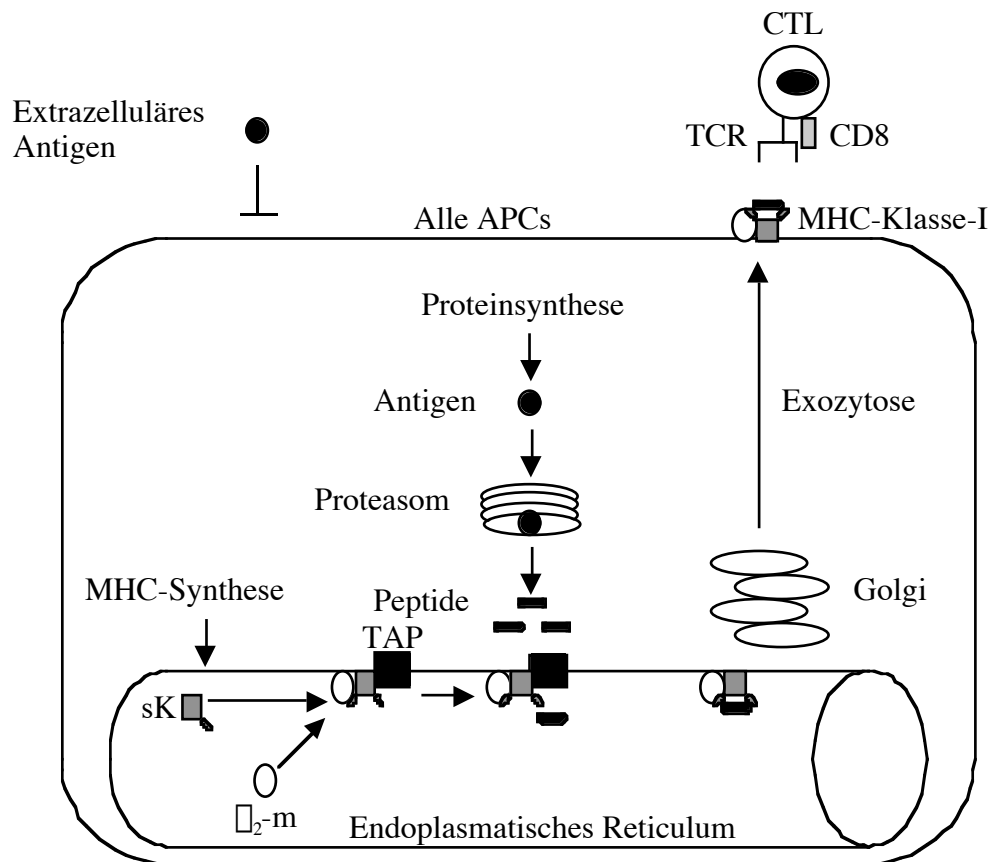 CTL
Extrazelluläres
Antigen
TCR
CD8
Alle APCs
MHC-Klasse-I
Proteinsynthese
Antigen
Exozytose
Proteasom
MHC-Synthese
Peptide
Golgi
TAP
sK
□₂-m
Endoplasmatisches Reticulum